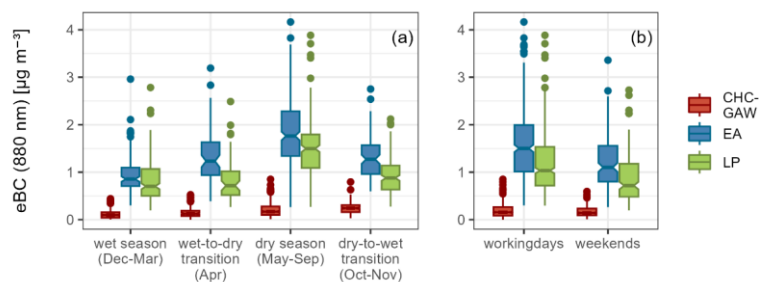 eBC (880 nm) [µg m⁻³]
4
3
2
1
0
(a)
wet season
(Dec-Mar)
wet-to-dry
transition
(Apr)
dry season
(May-Sep)
dry-to-wet
transition
(Oct-Nov)
4
3
2
1
0
(b)
workingdays
weekends
CHC-
GAW
EA
LP